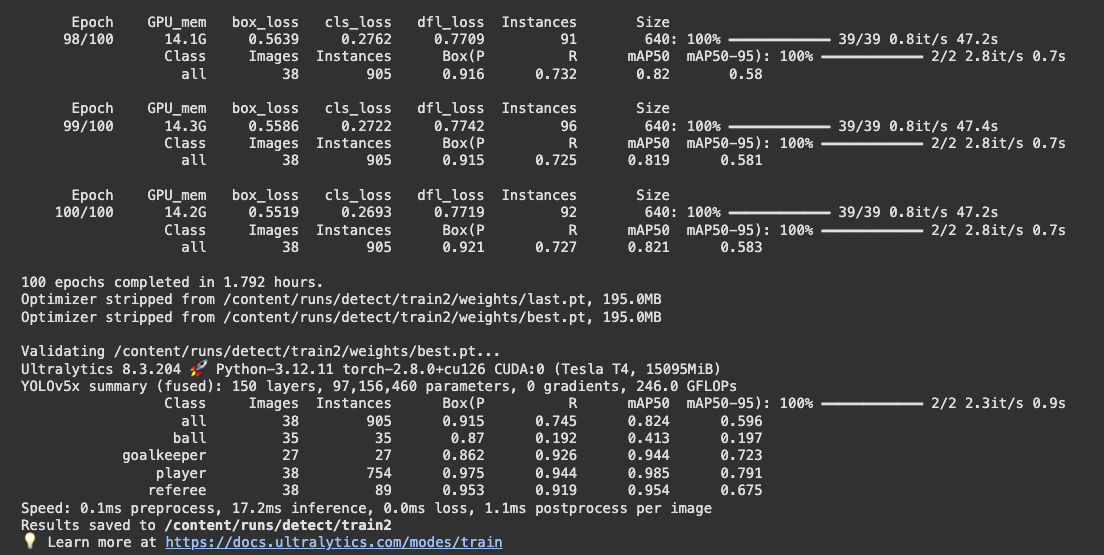 Epoch    GPU_mem   box_loss   cls_loss   dfl_loss  Instances       Size
98/100      14.1G     0.5639     0.2762     0.7709         91        640: 100% ━━━━━━━━━━━━ 39/39 0.8it/s 47.2s
Class     Images  Instances      Box(P          R      mAP50  mAP50-95): 100% ━━━━━━━━━━━━ 2/2 2.8it/s 0.7s
all         38        905      0.916      0.732       0.82       0.58
Epoch    GPU_mem   box_loss   cls_loss   dfl_loss  Instances       Size
99/100      14.3G     0.5586     0.2722     0.7742         96        640: 100% ━━━━━━━━━━━━ 39/39 0.8it/s 47.4s
Class     Images  Instances      Box(P          R      mAP50  mAP50-95): 100% ━━━━━━━━━━━━ 2/2 2.8it/s 0.7s
all         38        905      0.915      0.725      0.819      0.581
Epoch    GPU_mem   box_loss   cls_loss   dfl_loss  Instances       Size
100/100      14.2G     0.5519     0.2693     0.7719         92        640: 100% ━━━━━━━━━━━━ 39/39 0.8it/s 47.2s
Class     Images  Instances      Box(P          R      mAP50  mAP50-95): 100% ━━━━━━━━━━━━ 2/2 2.8it/s 0.7s
all         38        905      0.921      0.727      0.821      0.583
100 epochs completed in 1.792 hours.
Optimizer stripped from /content/runs/detect/train2/weights/last.pt, 195.0MB
Optimizer stripped from /content/runs/detect/train2/weights/best.pt, 195.0MB
Validating /content/runs/detect/train2/weights/best.pt...
Ultralytics 8.3.204 🚀 Python-3.12.11 torch-2.8.0+cu126 CUDA:0 (Tesla T4, 15095MiB)
YOLOv5x summary (fused): 150 layers, 97,156,460 parameters, 0 gradients, 246.0 GFLOPs
Class     Images  Instances      Box(P          R      mAP50  mAP50-95): 100% ━━━━━━━━━━━━ 2/2 2.3it/s 0.9s
all         38        905      0.915      0.745      0.824      0.596
ball         35         35       0.87      0.192      0.413      0.197
goalkeeper         27         27      0.862      0.926      0.944      0.723
player         38        754      0.975      0.944      0.985      0.791
referee         38         89      0.953      0.919      0.954      0.675
Speed: 0.1ms preprocess, 17.2ms inference, 0.0ms loss, 1.1ms postprocess per image
Results saved to /content/runs/detect/train2
💡 Learn more at https://docs.ultralytics.com/modes/train